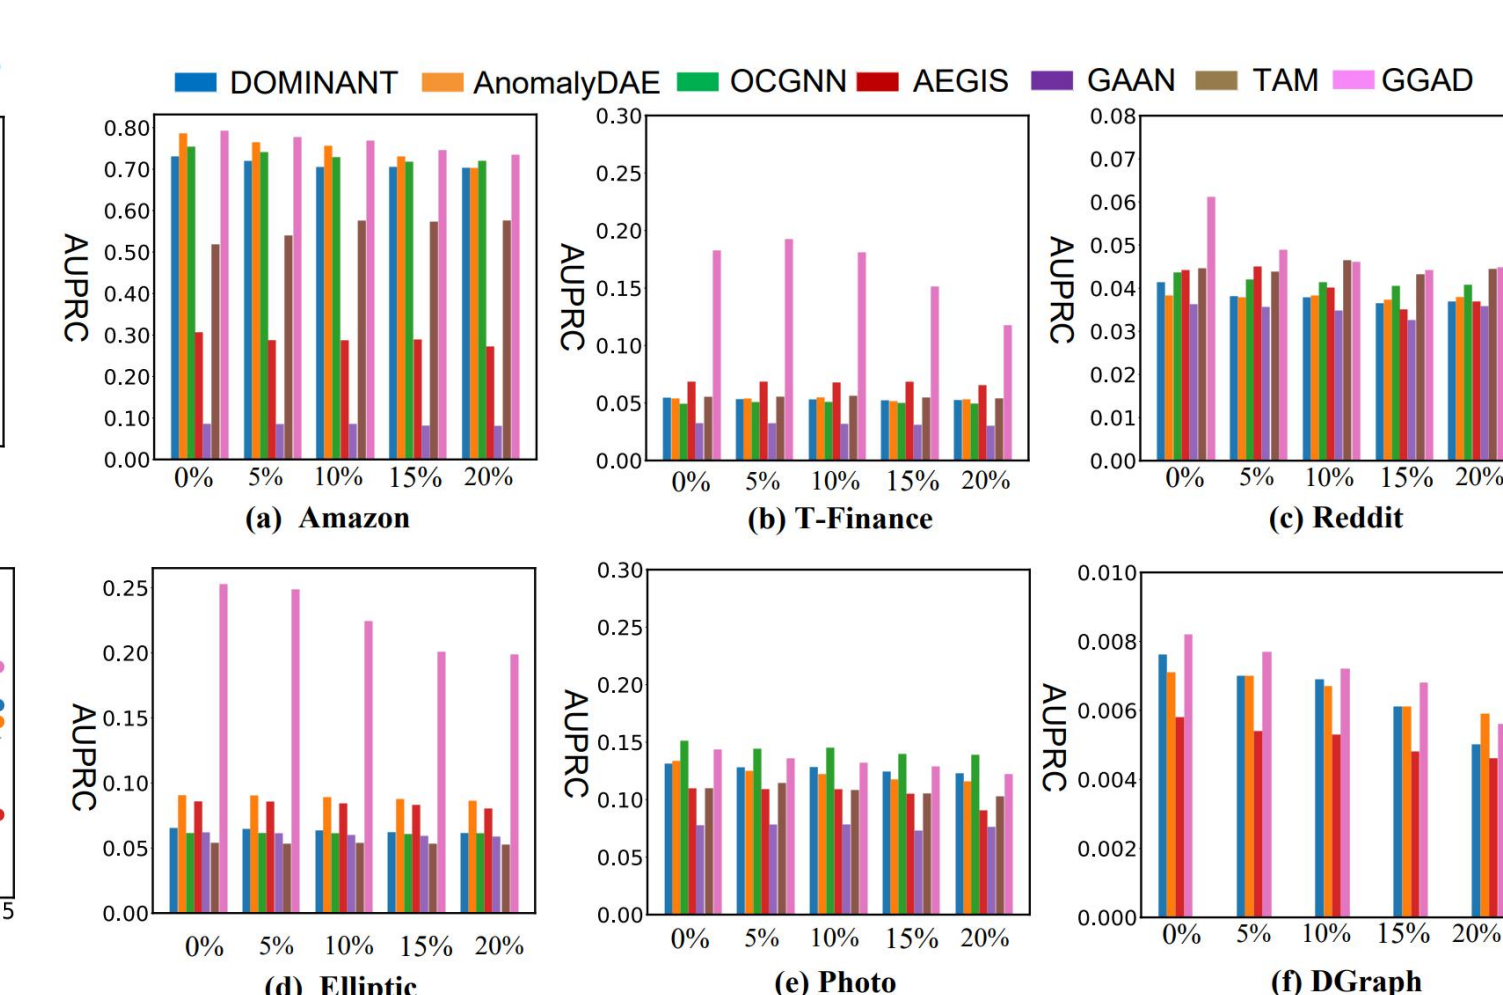 DOMINANT AnomalyDAE OCGNN AEGIS GAAN TAM GGAD
AUPRC
0.80
0.70
0.60
0.50
0.40
0.30
0.20
0.10
0.00
0% 5% 10% 15% 20%
(a) Amazon
AUPRC
0.30
0.25
0.20
0.15
0.10
0.05
0.00
0% 5% 10% 15% 20%
(b) T-Finance
AUPRC
0.08
0.07
0.06
0.05
0.04
0.03
0.02
0.01
0.00
0% 5% 10% 15% 20%
(c) Reddit
5
AUPRC
0.25
0.20
0.15
0.10
0.05
0.00
0% 5% 10% 15% 20%
(d) Elliptic
AUPRC
0.30
0.25
0.20
0.15
0.10
0.05
0.00
0% 5% 10% 15% 20%
(e) Photo
AUPRC
0.010
0.008
0.006
0.004
0.002
0.000
0% 5% 10% 15% 20%
(f) DGraph